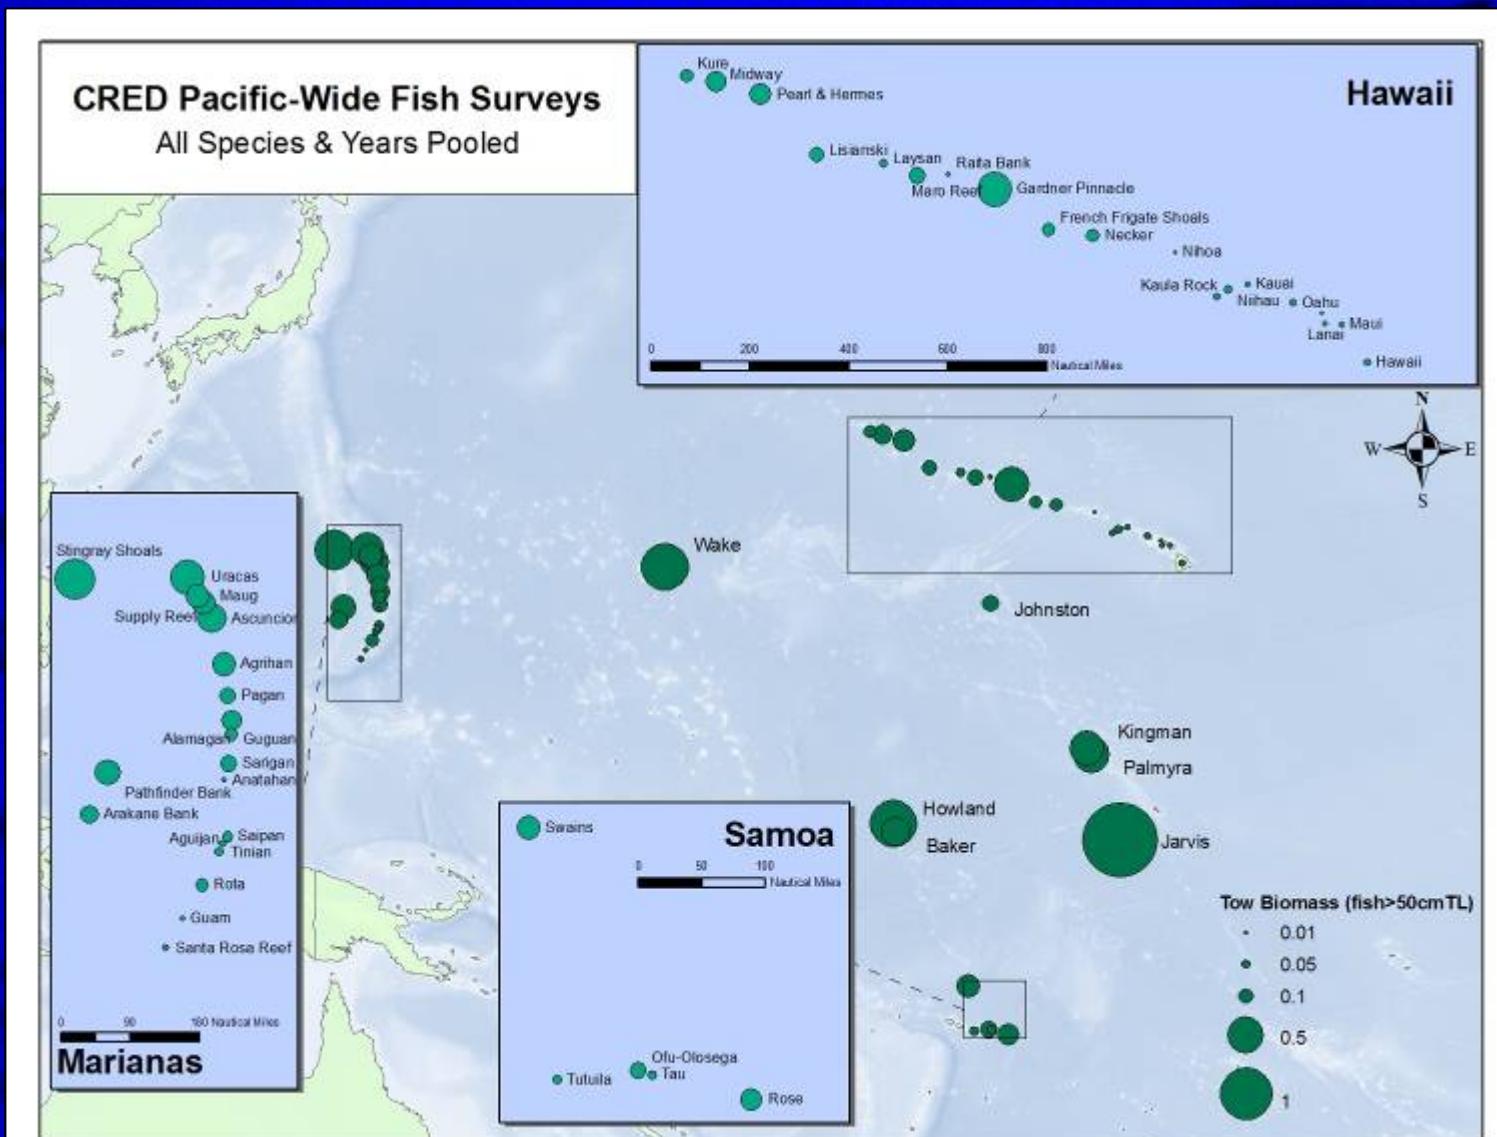 CRED Pacific-Wide Fish Surveys
All Species & Years Pooled
Hawaii
Kure
Midway
Pearl & Hermes
Lisianski
Laysan
Raita Bank
Maro Reef
Gardner Pinnacle
French Frigate Shoals
Necker
Nihoa
Kaula Rock
Kauai
Niihau
Oahu
Lanai
Maui
Hawaii
0 200 400 600 800
Nautical Miles
N
W E
S
Stingray Shoals
Uracas
Maug
Supply Reef
Ascuncion
Agrihan
Pagan
Alamagan
Guguan
Sarigan
Anatahan
Pathfinder Bank
Arakane Bank
Aguijan
Saipan
Tinian
Rota
Guam
Santa Rosa Reef
0 90 180 Nautical Miles
Marianas
Wake
Johnston
Kingman
Palmyra
Howland
Baker
Jarvis
Swains
Samoa
0 50 100
Nautical Miles
Ofu-Olosega
Tutuila
Tau
Rose
Tow Biomass (fish>50cmTL)
0.01
0.05
0.1
0.5
1